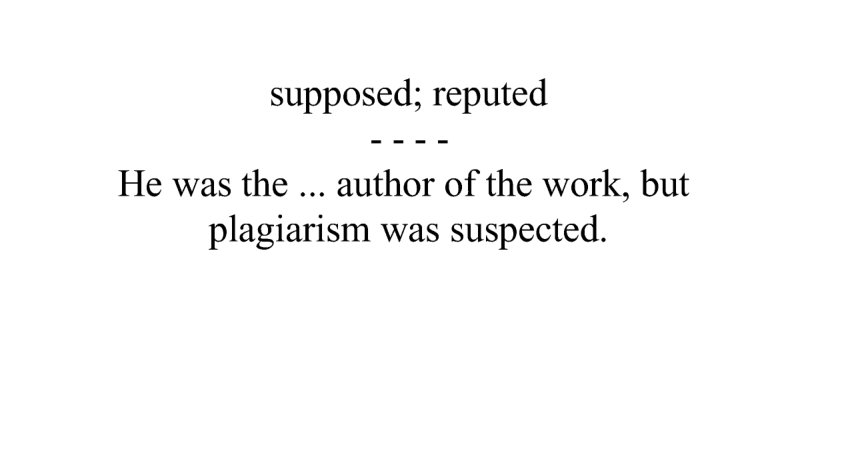 supposed; reputed
- - - -
He was the ... author of the work, but
plagiarism was suspected.